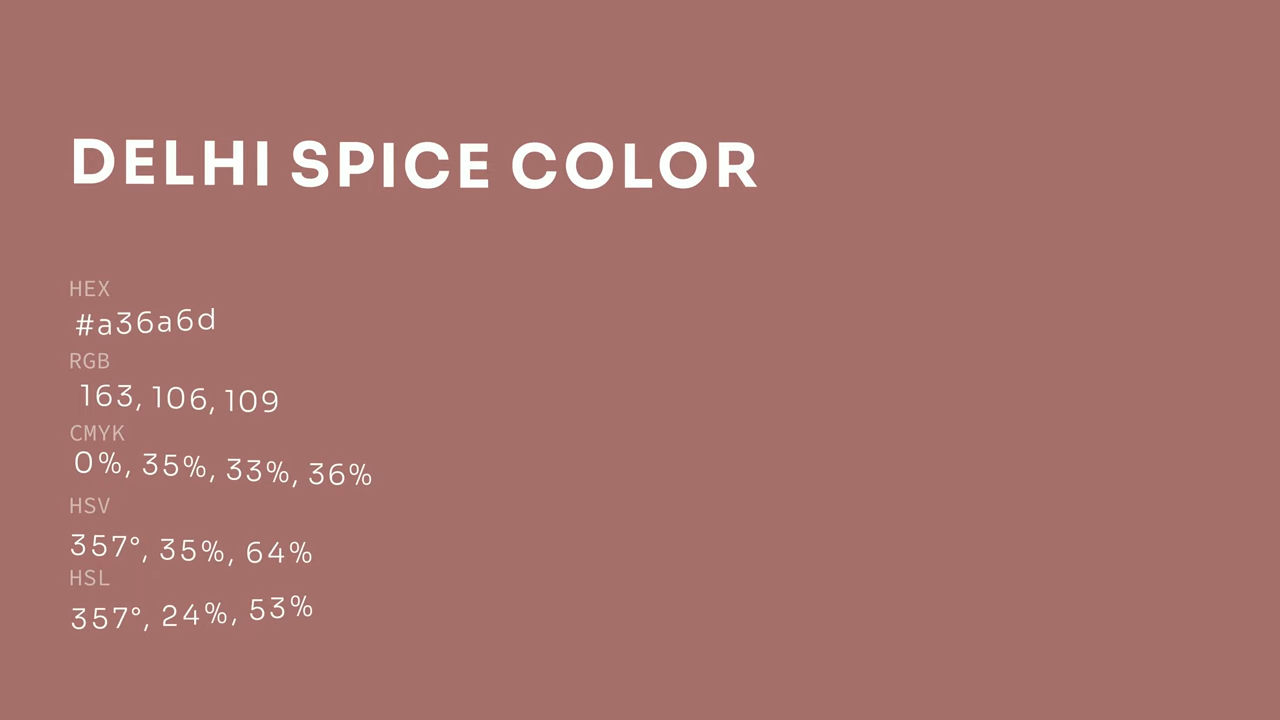 DELHI SPICE COLOR
HEX
#a36a6d
RGB
163, 106, 109
CMYK
0%, 35%, 33%, 36%
HSV
357°, 35%, 64%
HSL
357°, 24%, 53%